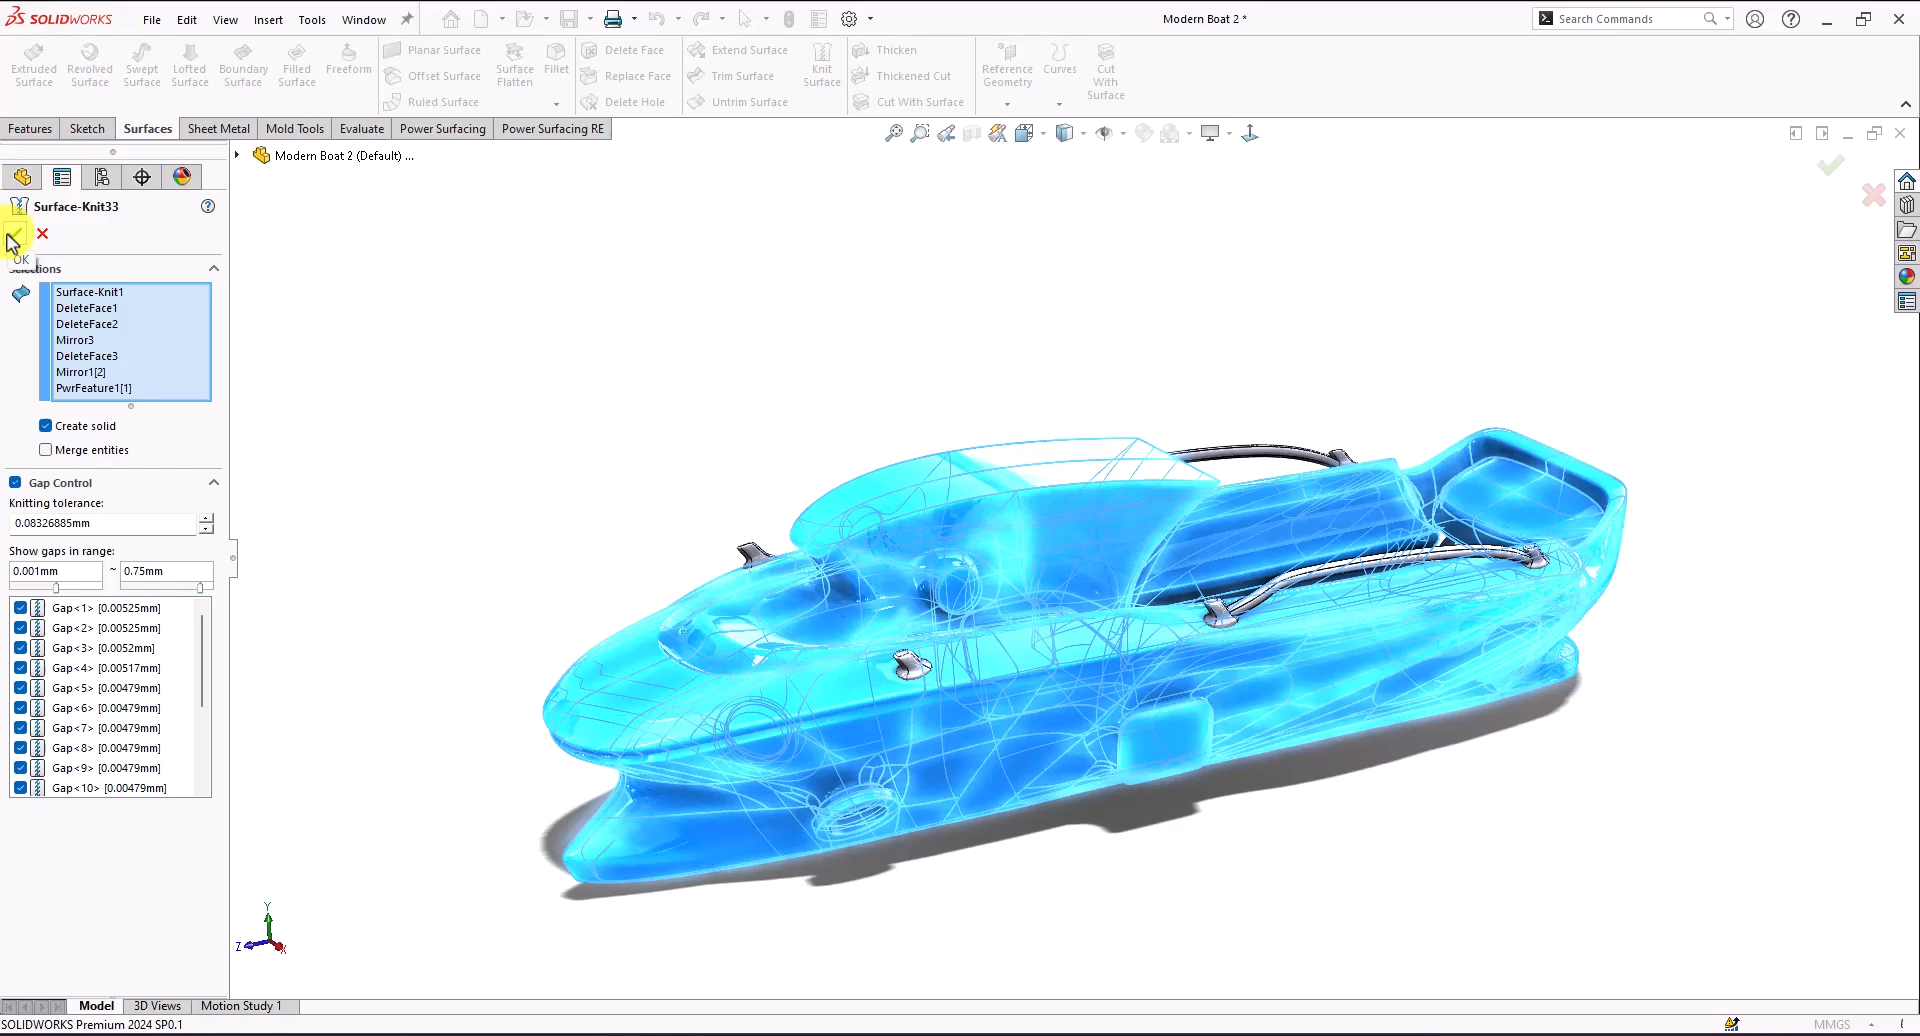 SOLIDWORKS File Edit View Insert Tools Window Modern Boat 2 * Search Commands
Extruded Surface
Revolved Surface
Swept Surface
Lofted Surface
Boundary Surface
Filled Surface
Freeform
Planar Surface
Offset Surface
Ruled Surface
Surface Flatten
Fillet
Delete Face
Replace Face
Delete Hole
Extend Surface
Trim Surface
Untrim Surface
Knit Surface
Thicken
Thickened Cut
Cut With Surface
Reference Geometry
Curves
Cut With Surface
Features Sketch Surfaces Sheet Metal Mold Tools Evaluate Power Surfacing Power Surfacing RE
Modern Boat 2 (Default) ...
Surface-Knit33
OK
Selections
Surface-Knit1
DeleteFace1
DeleteFace2
Mirror3
DeleteFace3
Mirror1[2]
PwrFeature1[1]
Create solid
Merge entities
Gap Control
Knitting tolerance:
0.08326885mm
Show gaps in range:
0.001mm ~ 0.75mm
Gap<1> [0.00525mm]
Gap<2> [0.00525mm]
Gap<3> [0.0052mm]
Gap<4> [0.00517mm]
Gap<5> [0.00479mm]
Gap<6> [0.00479mm]
Gap<7> [0.00479mm]
Gap<8> [0.00479mm]
Gap<9> [0.00479mm]
Gap<10> [0.00479mm]
Y
Z X
Model 3D Views Motion Study 1
SOLIDWORKS Premium 2024 SP0.1 MMGS